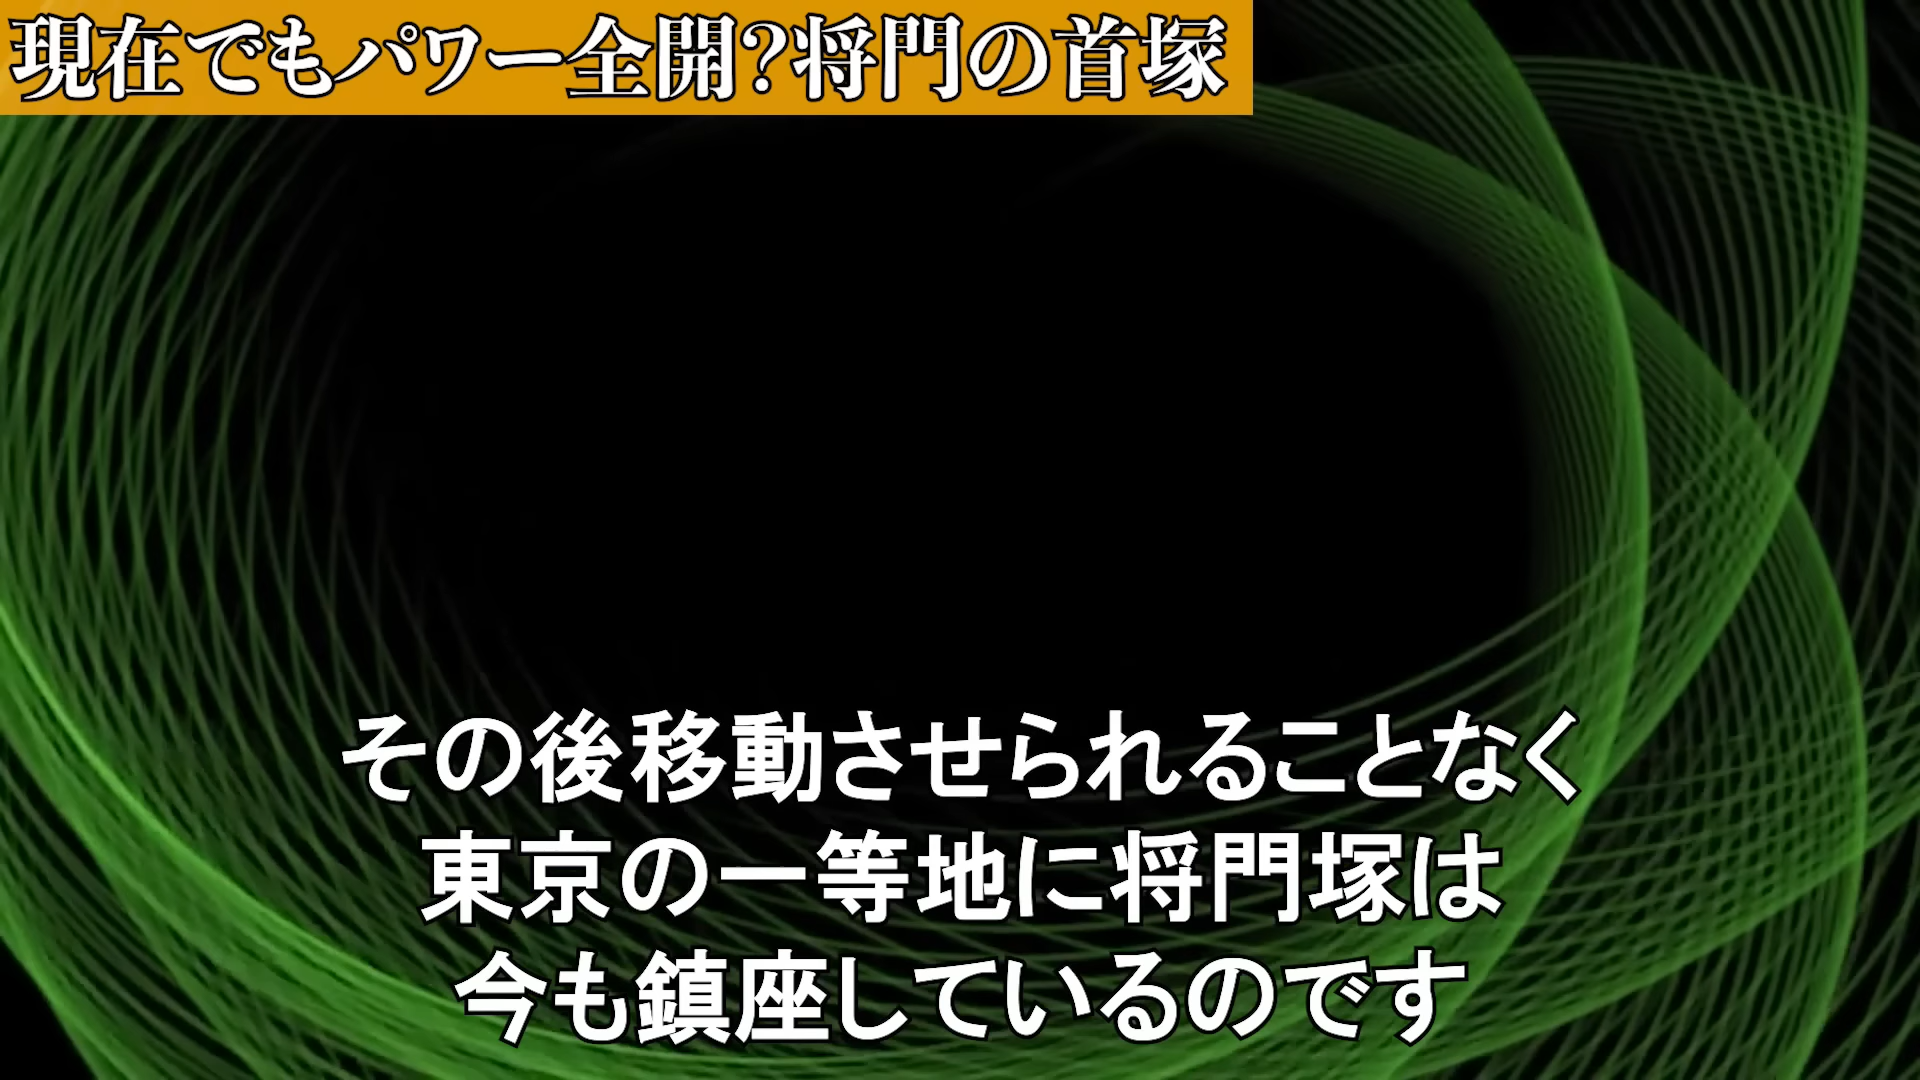 現在でもパワー全開?将門の首塚
その後移動させられることなく
東京の一等地に将門塚は
今も鎮座しているのです